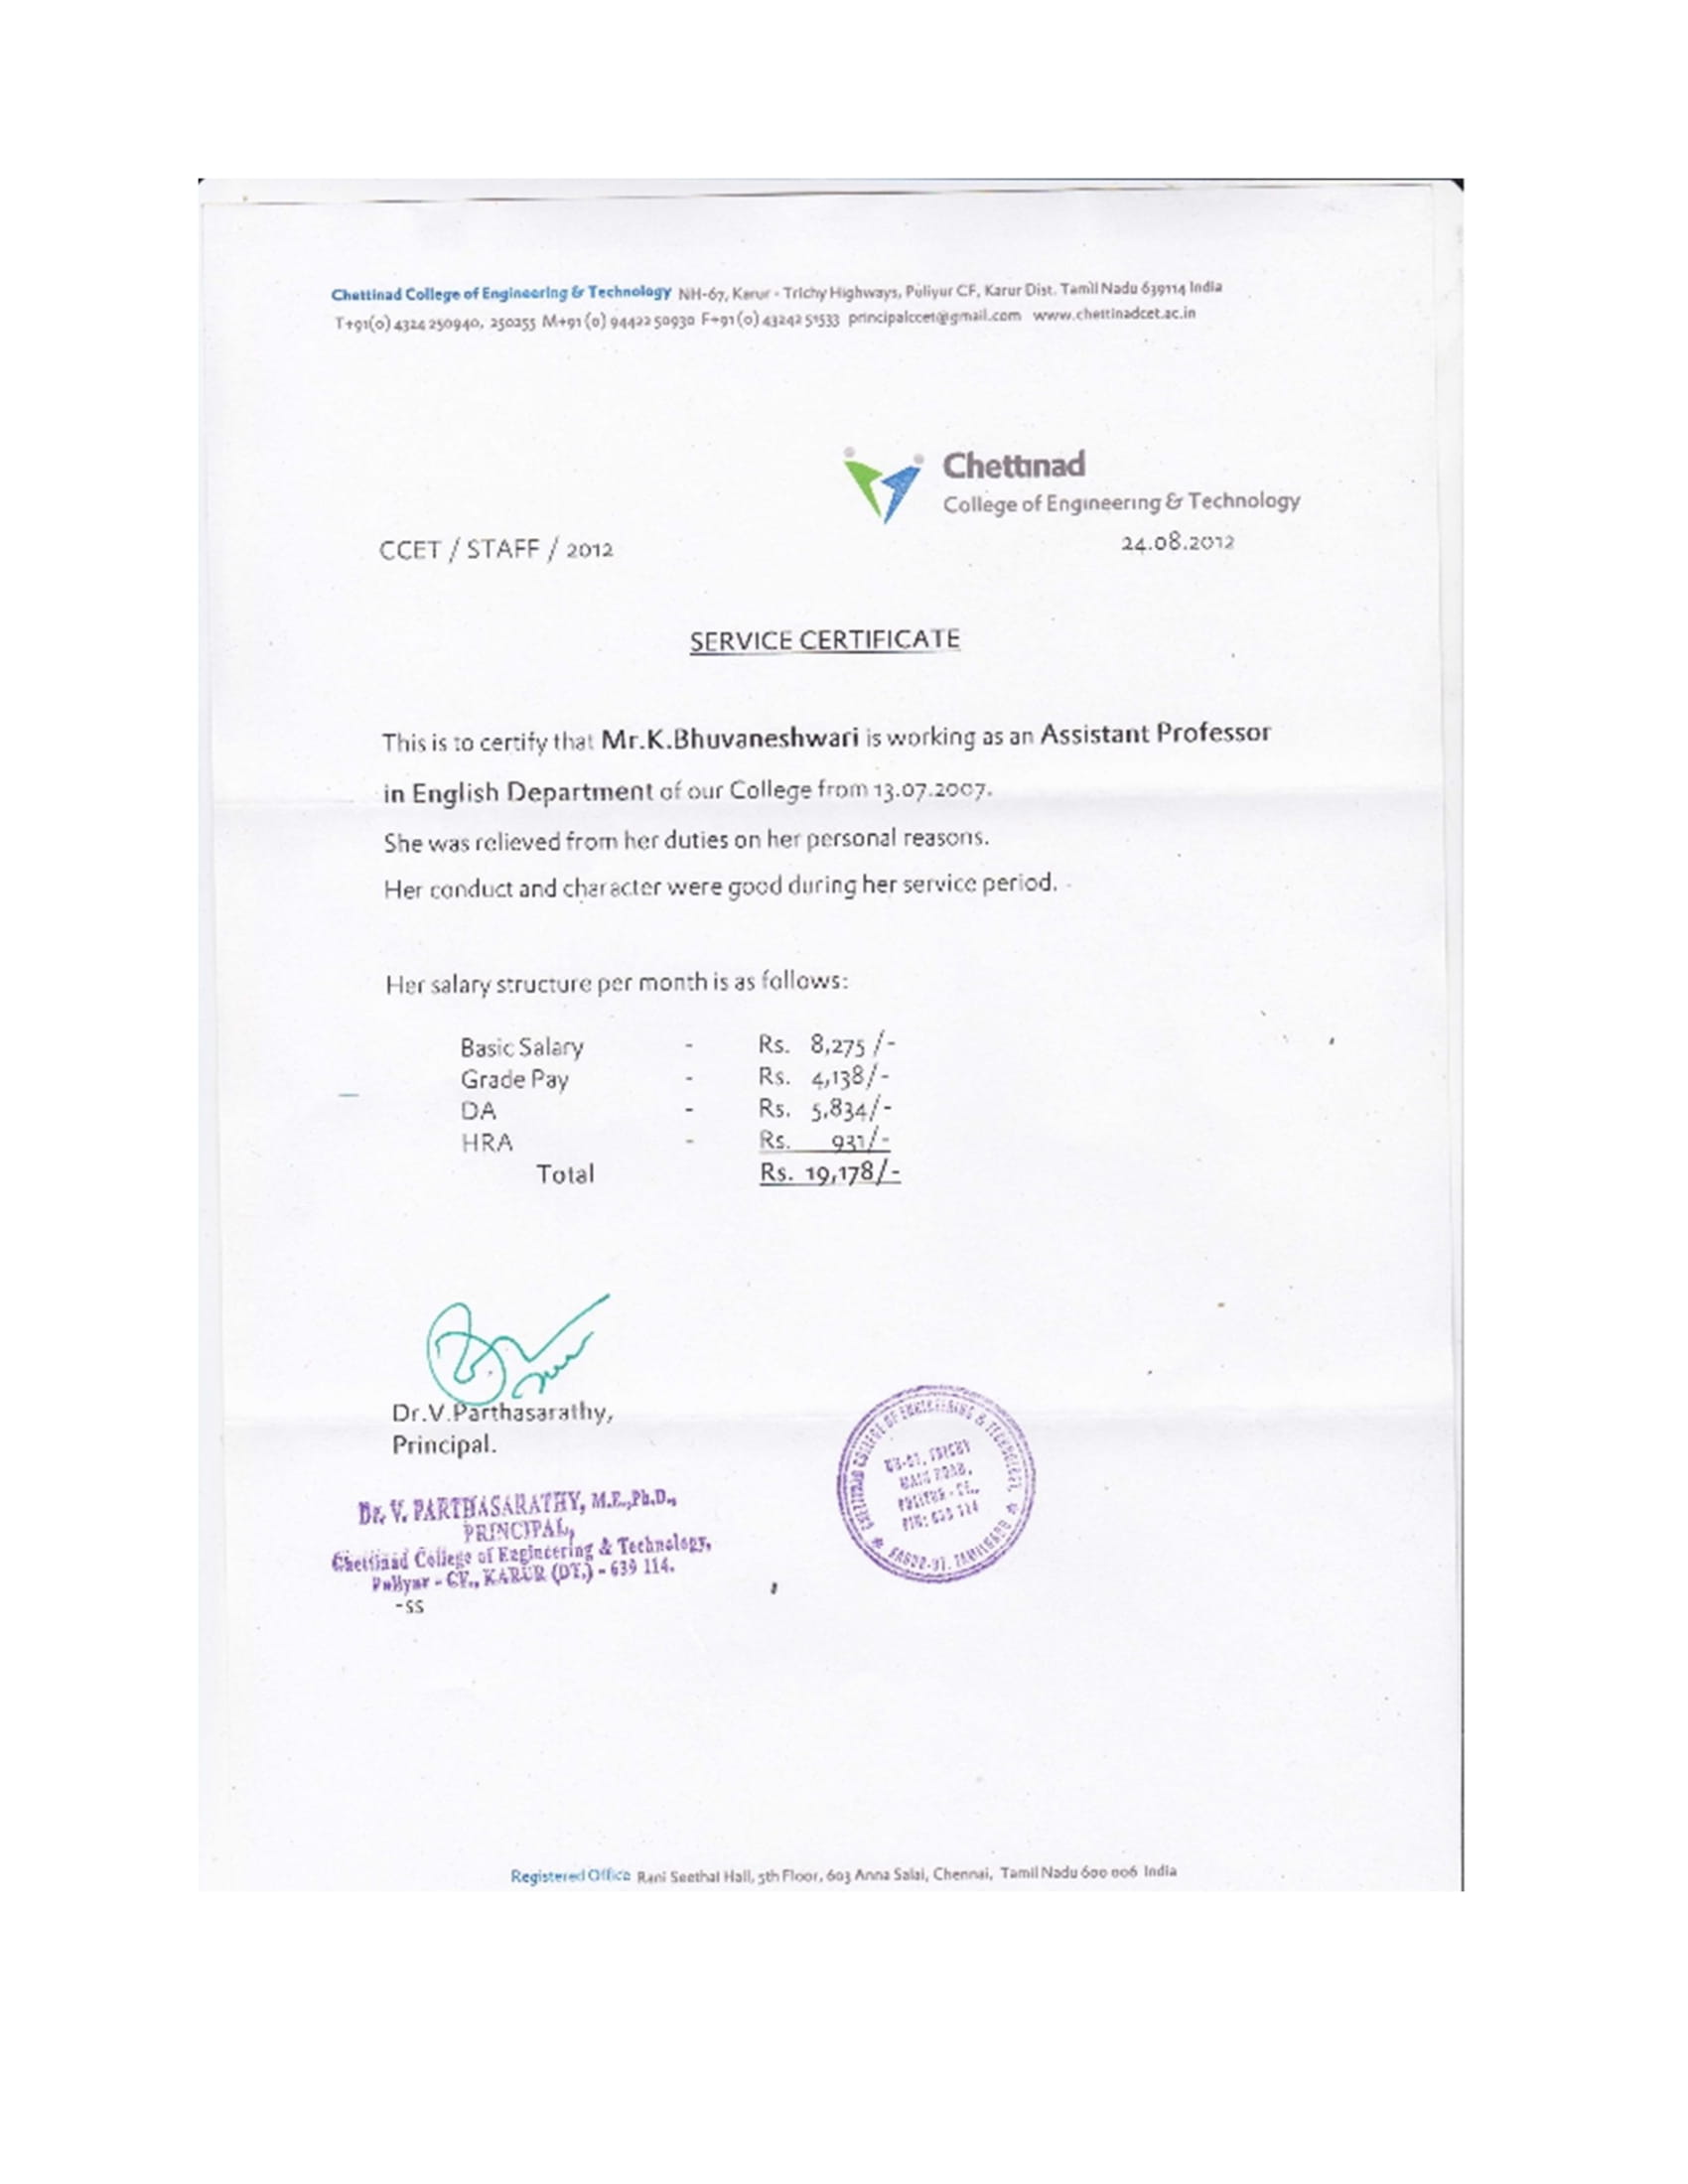 Chettinad College of Engineering & Technology NH-67, Karur - Trichy Highways, Puliyur CF, Karur Dist. Tamil Nadu 639114 India
T+91(0) 4324 250940, 250255 M+91 (0) 94422 50930 F+91 (0) 43242 51533 principalccet@gmail.com www.chettinadcet.ac.in
Chettinad
College of Engineering & Technology
CCET / STAFF / 2012 24.08.2012
SERVICE CERTIFICATE
This is to certify that Mr.K.Bhuvaneshwari is working as an Assistant Professor
in English Department of our College from 13.07.2007.
She was relieved from her duties on her personal reasons.
Her conduct and character were good during her service period.
Her salary structure per month is as follows:
Basic Salary - Rs. 8,275 /-
Grade Pay - Rs. 4,138/-
DA - Rs. 5,834/-
HRA - Rs. 931/-
Total Rs. 19,178/-
Dr.V.Parthasarathy,
Principal.
Dr. V. PARTHASARATHY, M.E.,Ph.D.,
PRINCIPAL,
Chettinad College of Engineering & Technology,
Puliyur - CF., KARUR (DT.) - 639 114.
-ss
CHETTINAD COLLEGE OF ENGINEERING & TECHNOLOGY,
MAIN ROAD,
PULIYUR - CF.,
PIN: 639 114
Registered Office Rani Seethai Hall, 5th Floor, 603 Anna Salai, Chennai, Tamil Nadu 600 006 India